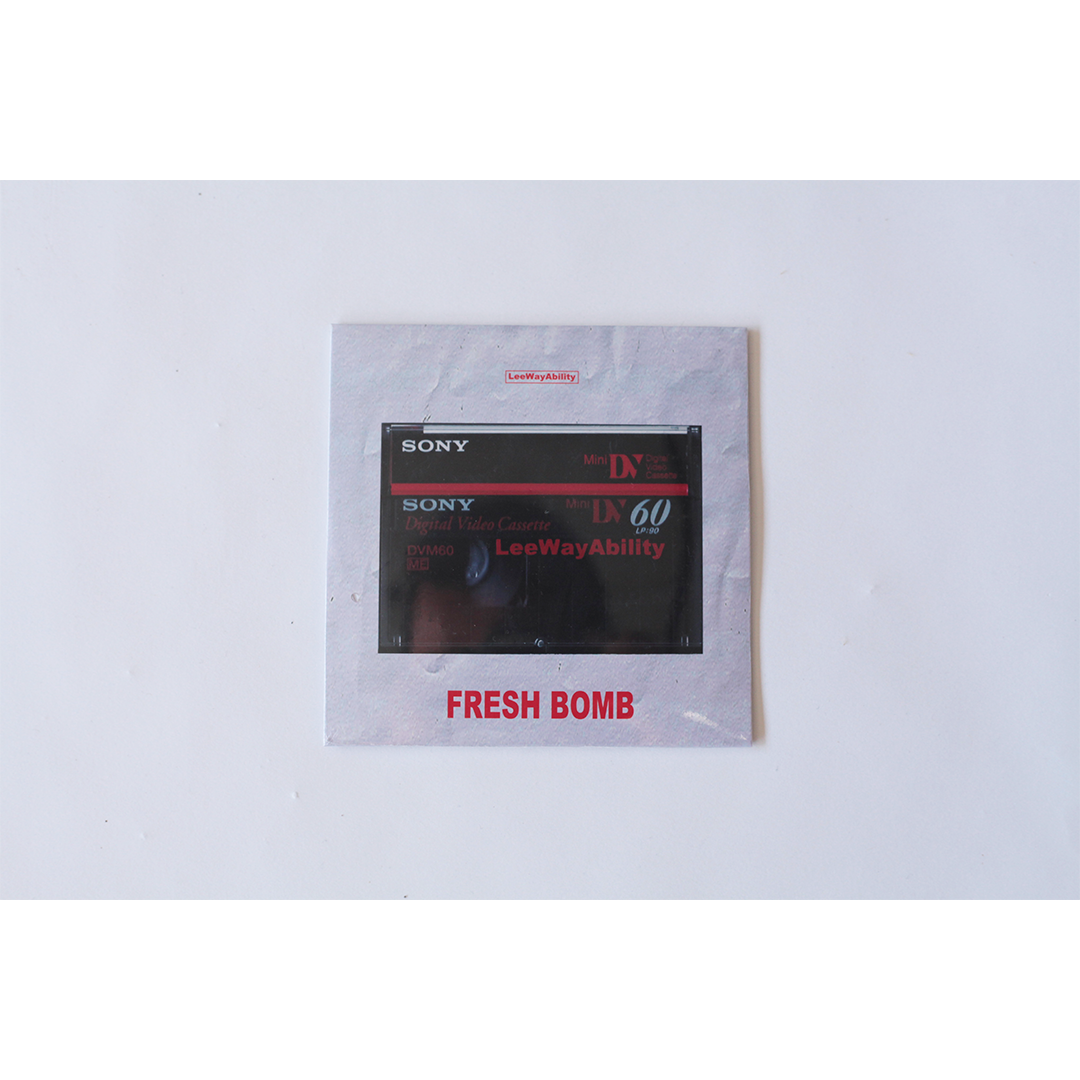 LeeWayAbility
SONY
Mini DV Digital Video Cassette
SONY
Mini DV 60
LP:90
Digital Video Cassette
DVM60
LeeWayAbility
ME
FRESH BOMB